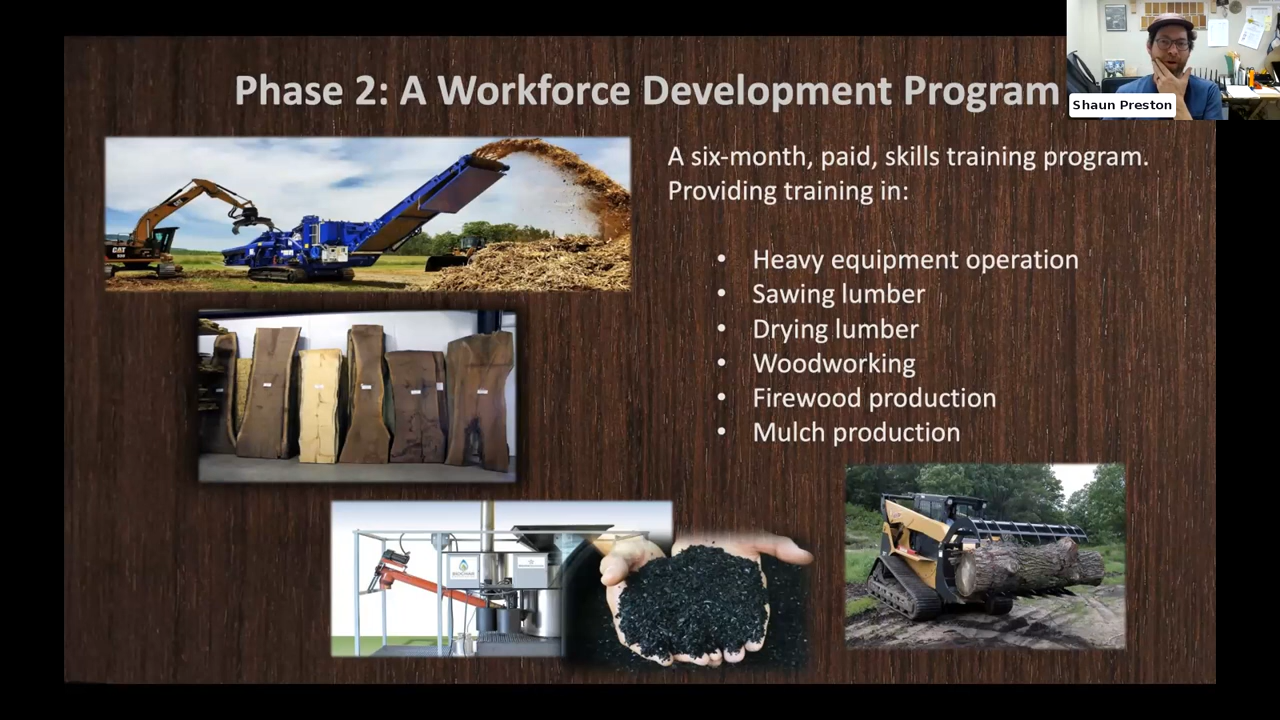 Phase 2: A Workforce Development Program
Shaun Preston
A six-month, paid, skills training program.
Providing training in:
• Heavy equipment operation
• Sawing lumber
• Drying lumber
• Woodworking
• Firewood production
• Mulch production
CAT